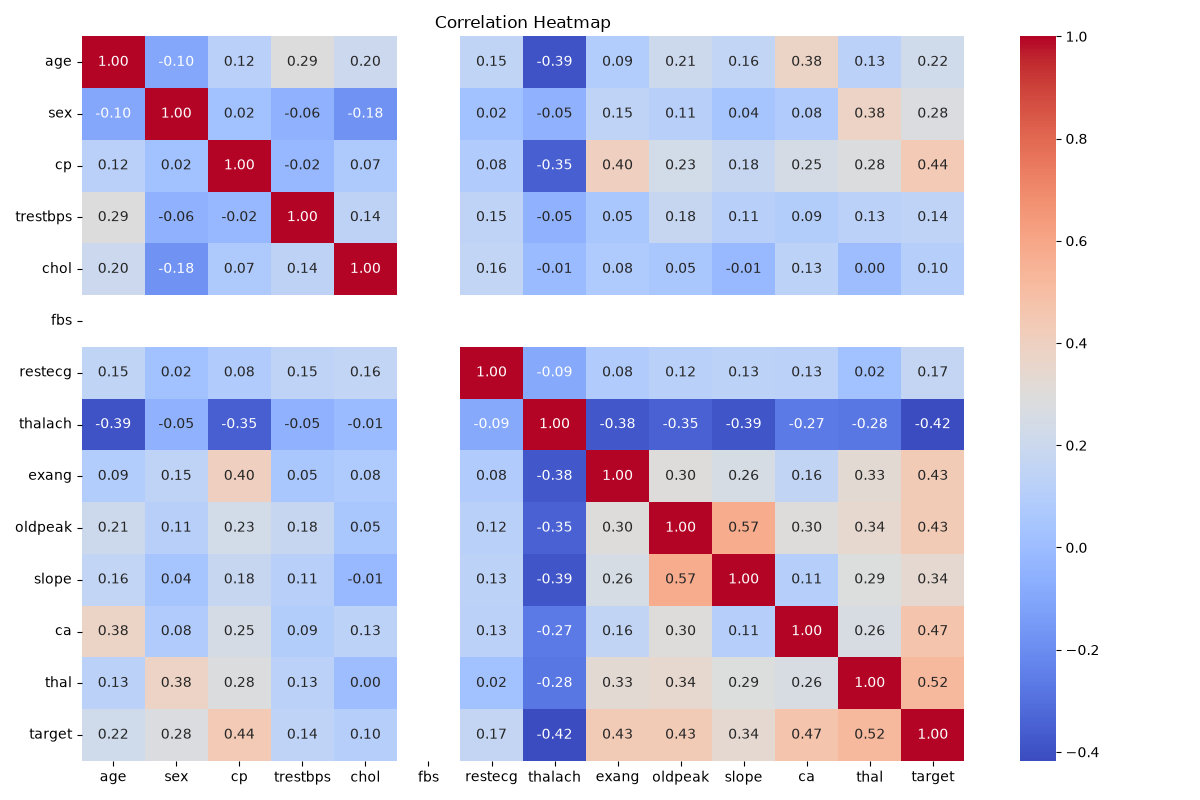 Correlation Heatmap
age 1.00 -0.10 0.12 0.29 0.20 0.15 -0.39 0.09 0.21 0.16 0.38 0.13 0.22
sex -0.10 1.00 0.02 -0.06 -0.18 0.02 -0.05 0.15 0.11 0.04 0.08 0.38 0.28
cp 0.12 0.02 1.00 -0.02 0.07 0.08 -0.35 0.40 0.23 0.18 0.25 0.28 0.44
trestbps 0.29 -0.06 -0.02 1.00 0.14 0.15 -0.05 0.05 0.18 0.11 0.09 0.13 0.14
chol 0.20 -0.18 0.07 0.14 1.00 0.16 -0.01 0.08 0.05 -0.01 0.13 0.00 0.10
fbs
restecg 0.15 0.02 0.08 0.15 0.16 1.00 -0.09 0.08 0.12 0.13 0.13 0.02 0.17
thalach -0.39 -0.05 -0.35 -0.05 -0.01 -0.09 1.00 -0.38 -0.35 -0.39 -0.27 -0.28 -0.42
exang 0.09 0.15 0.40 0.05 0.08 0.08 -0.38 1.00 0.30 0.26 0.16 0.33 0.43
oldpeak 0.21 0.11 0.23 0.18 0.05 0.12 -0.35 0.30 1.00 0.57 0.30 0.34 0.43
slope 0.16 0.04 0.18 0.11 -0.01 0.13 -0.39 0.26 0.57 1.00 0.11 0.29 0.34
ca 0.38 0.08 0.25 0.09 0.13 0.13 -0.27 0.16 0.30 0.11 1.00 0.26 0.47
thal 0.13 0.38 0.28 0.13 0.00 0.02 -0.28 0.33 0.34 0.29 0.26 1.00 0.52
target 0.22 0.28 0.44 0.14 0.10 0.17 -0.42 0.43 0.43 0.34 0.47 0.52 1.00
age sex cp trestbps chol fbs restecg thalach exang oldpeak slope ca thal target
1.0
0.8
0.6
0.4
0.2
0.0
−0.2
−0.4